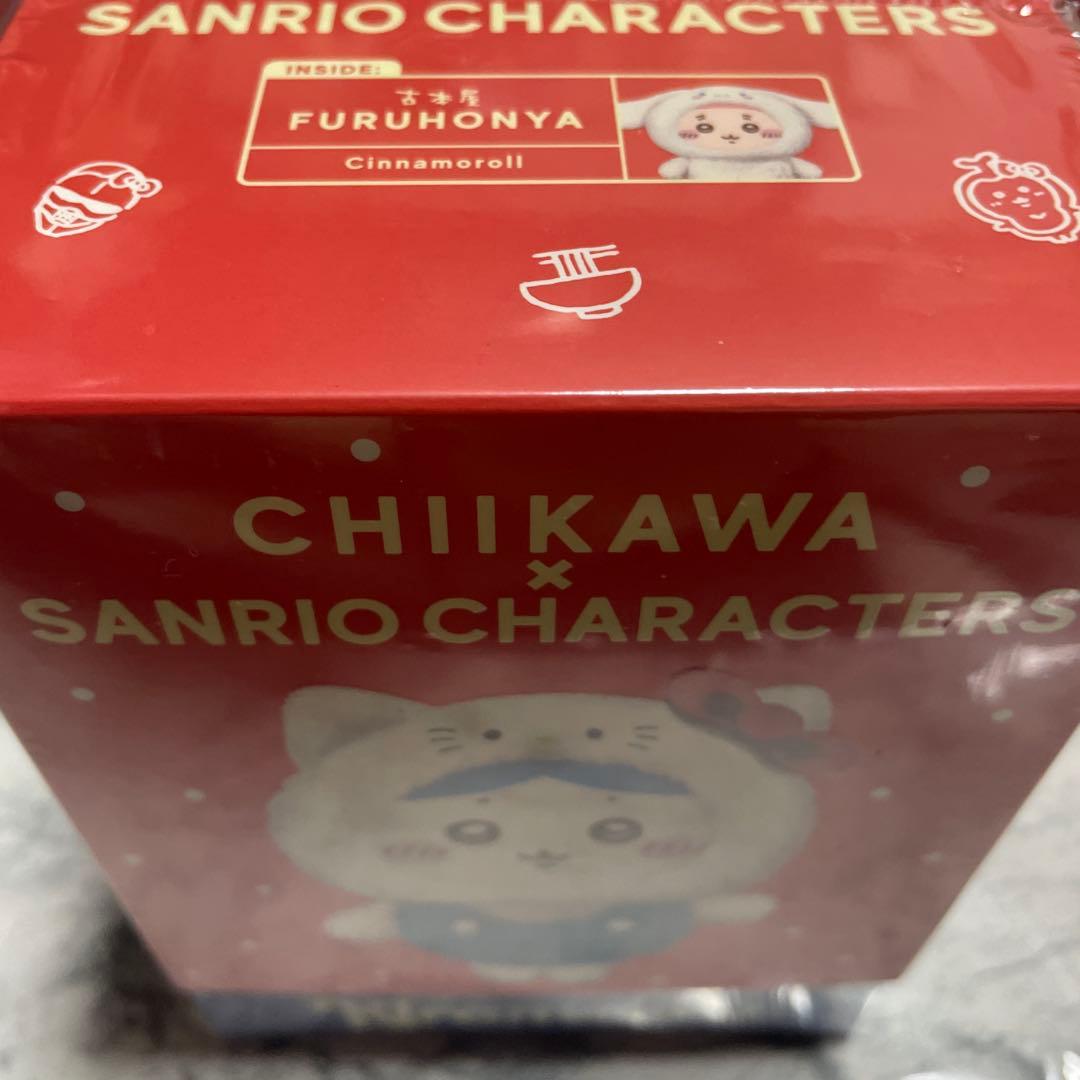 SANRIO CHARACTERS
INSIDE:
古本屋
FURUHONYA
Cinnamoroll
CHIIKAWA
×
SANRIO CHARACTERS